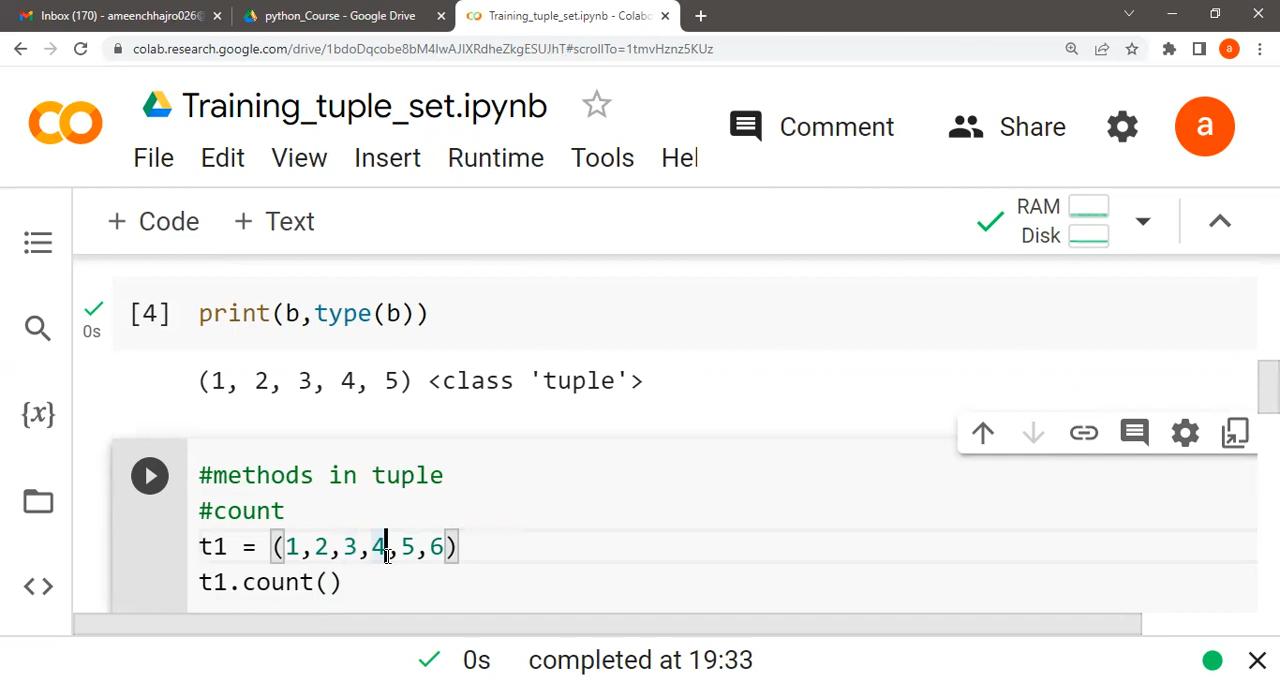 Inbox (170) - ameenchhajro026@
python_Course - Google Drive
Training_tuple_set.ipynb - Colabo
colab.research.google.com/drive/1bdoDqcobe8bM4lwAJIXRdheZkgESUJhT#scrollTo=1tmvHznz5KUz
a
Training_tuple_set.ipynb
Comment
Share
a
File Edit View Insert Runtime Tools Hel
+ Code + Text
RAM
Disk
[4] print(b,type(b))
0s
(1, 2, 3, 4, 5) <class 'tuple'>
{x}
#methods in tuple
#count
t1 = (1,2,3,4,5,6)
t1.count()
0s completed at 19:33